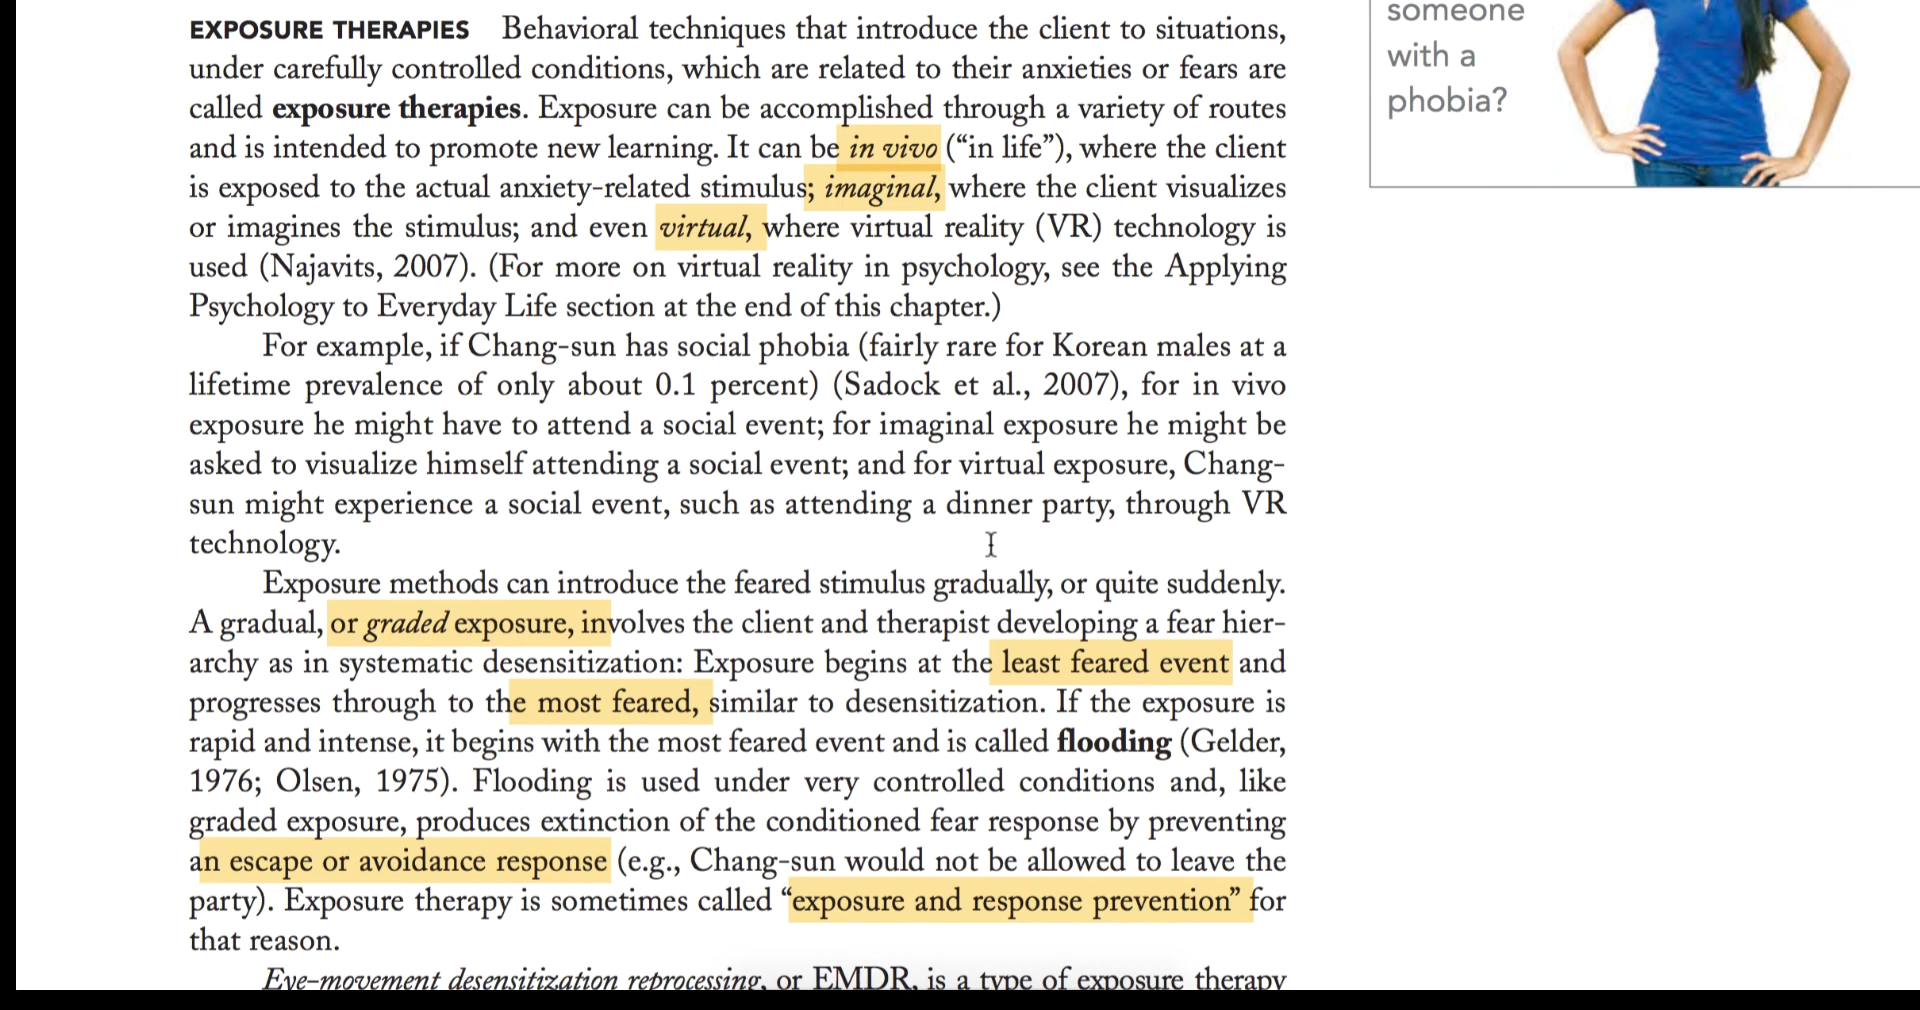 EXPOSURE THERAPIES Behavioral techniques that introduce the client to situations,
under carefully controlled conditions, which are related to their anxieties or fears are
called exposure therapies. Exposure can be accomplished through a variety of routes
and is intended to promote new learning. It can be in vivo (“in life”), where the client
is exposed to the actual anxiety-related stimulus; imaginal, where the client visualizes
or imagines the stimulus; and even virtual, where virtual reality (VR) technology is
used (Najavits, 2007). (For more on virtual reality in psychology, see the Applying
Psychology to Everyday Life section at the end of this chapter.)
For example, if Chang-sun has social phobia (fairly rare for Korean males at a
lifetime prevalence of only about 0.1 percent) (Sadock et al., 2007), for in vivo
exposure he might have to attend a social event; for imaginal exposure he might be
asked to visualize himself attending a social event; and for virtual exposure, Chang-
sun might experience a social event, such as attending a dinner party, through VR
technology.
Exposure methods can introduce the feared stimulus gradually, or quite suddenly.
A gradual, or graded exposure, involves the client and therapist developing a fear hier-
archy as in systematic desensitization: Exposure begins at the least feared event and
progresses through to the most feared, similar to desensitization. If the exposure is
rapid and intense, it begins with the most feared event and is called flooding (Gelder,
1976; Olsen, 1975). Flooding is used under very controlled conditions and, like
graded exposure, produces extinction of the conditioned fear response by preventing
an escape or avoidance response (e.g., Chang-sun would not be allowed to leave the
party). Exposure therapy is sometimes called “exposure and response prevention” for
that reason.
Eye-movement desensitization reprocessing, or EMDR, is a type of exposure therapy
someone
with a
phobia?